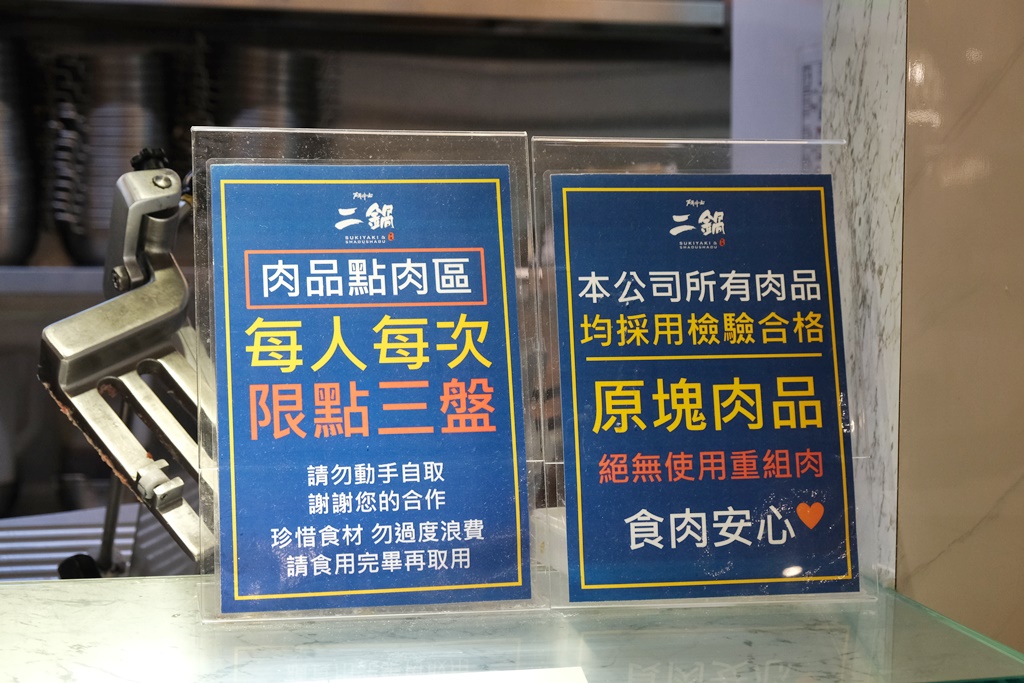 二鍋
SUKIYAKI &
SHABUSHABU
肉品點肉區
每人每次
限點三盤
請勿動手自取
謝謝您的合作
珍惜食材 勿過度浪費
請食用完畢再取用
二鍋
SUKIYAKI &
SHABUSHABU
本公司所有肉品
均採用檢驗合格
原塊肉品
絕無使用重組肉
食肉安心